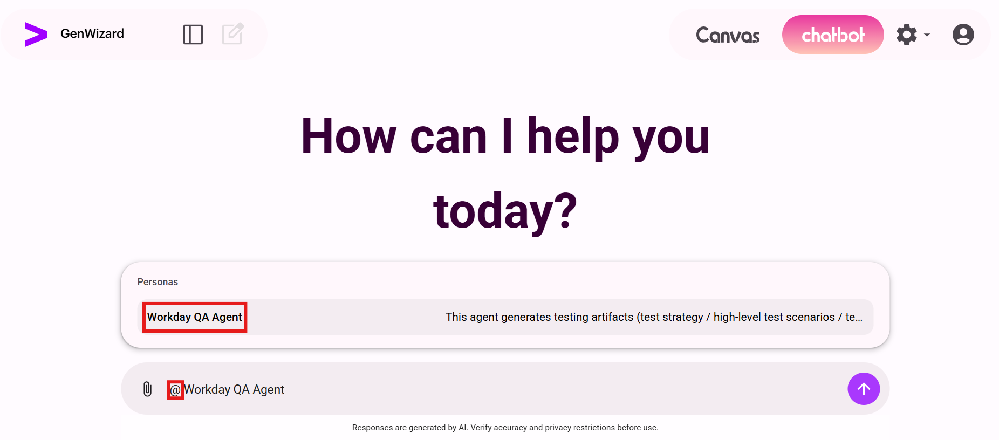 GenWizard
Canvas
chatbot
How can I help you
today?
Personas
Workday QA Agent
This agent generates testing artifacts (test strategy / high-level test scenarios / te...
@Workday QA Agent
Responses are generated by AI. Verify accuracy and privacy restrictions before use.